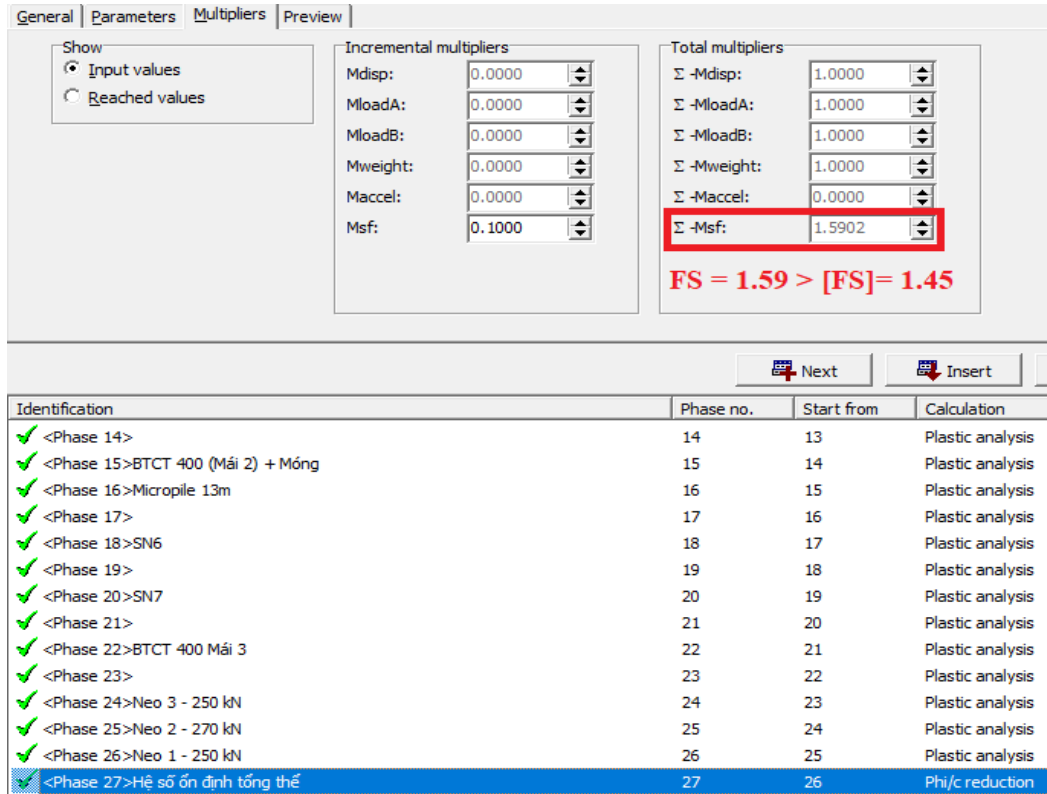 General Parameters Multipliers Preview
Show
Input values
Reached values
Incremental multipliers
Mdisp: 0.0000
MloadA: 0.0000
MloadB: 0.0000
Mweight: 0.0000
Maccel: 0.0000
Msf: 0.1000
Total multipliers
Σ -Mdisp: 1.0000
Σ -MloadA: 1.0000
Σ -MloadB: 1.0000
Σ -Mweight: 1.0000
Σ -Maccel: 0.0000
Σ -Msf: 1.5902
FS = 1.59 > [FS]= 1.45
Next Insert
Identification Phase no. Start from Calculation
<Phase 14> 14 13 Plastic analysis
<Phase 15>BTCT 400 (Mái 2) + Móng 15 14 Plastic analysis
<Phase 16>Micropile 13m 16 15 Plastic analysis
<Phase 17> 17 16 Plastic analysis
<Phase 18>SN6 18 17 Plastic analysis
<Phase 19> 19 18 Plastic analysis
<Phase 20>SN7 20 19 Plastic analysis
<Phase 21> 21 20 Plastic analysis
<Phase 22>BTCT 400 Mái 3 22 21 Plastic analysis
<Phase 23> 23 22 Plastic analysis
<Phase 24>Neo 3 - 250 kN 24 23 Plastic analysis
<Phase 25>Neo 2 - 270 kN 25 24 Plastic analysis
<Phase 26>Neo 1 - 250 kN 26 25 Plastic analysis
<Phase 27>Hệ số ổn định tổng thể 27 26 Phi/c reduction